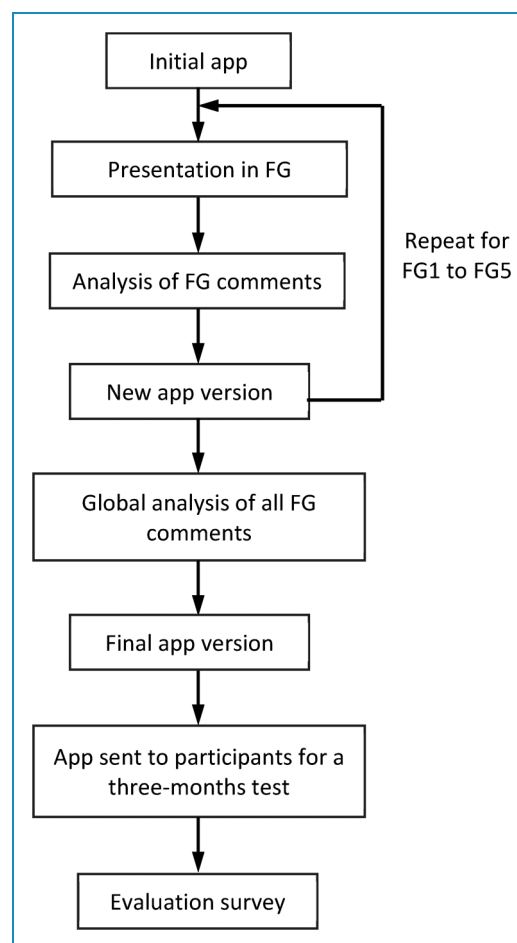 Initial app
Presentation in FG
Analysis of FG comments
Repeat for
FG1 to FG5
New app version
Global analysis of all FG
comments
Final app version
App sent to participants for a
three-months test
Evaluation survey